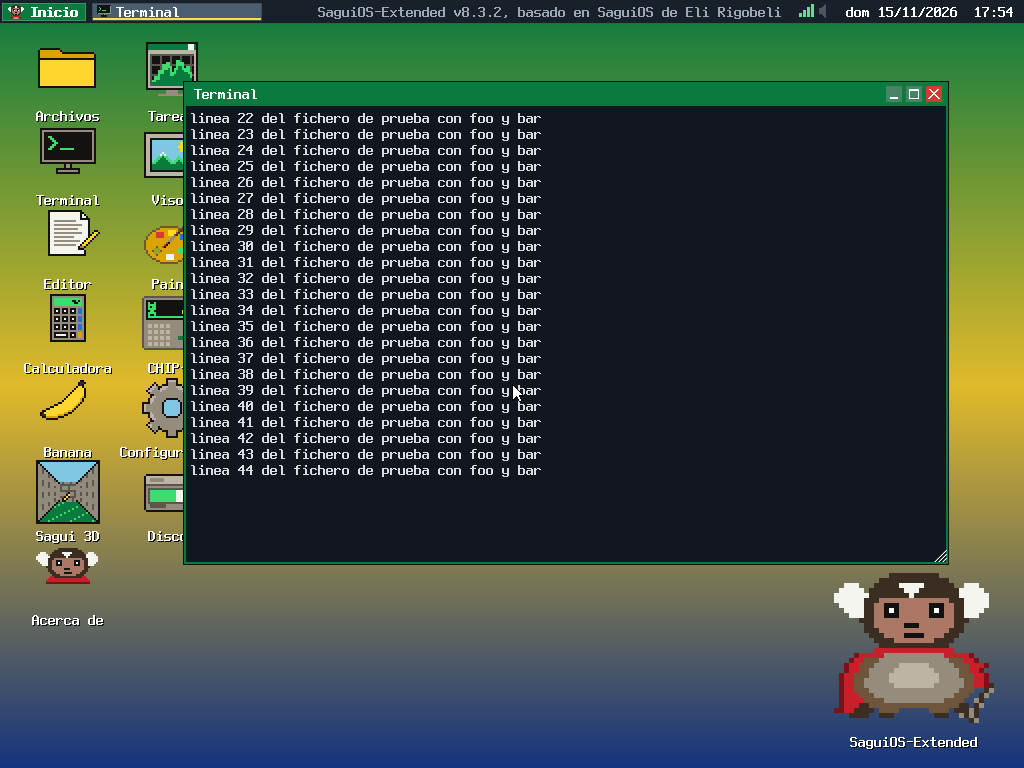 Inicio
Terminal
SaguiOS-Extended v8.3.2, basado en SaguiOS de Eli Rigobeli
dom 15/11/2026 17:54
Archivos
Terminal
Editor
Calculadora
Banana
Sagui 3D
Acerca de
Tarea
Viso
Pain
CHIP
Configur
Disco
Terminal
linea 22 del fichero de prueba con foo y bar
linea 23 del fichero de prueba con foo y bar
linea 24 del fichero de prueba con foo y bar
linea 25 del fichero de prueba con foo y bar
linea 26 del fichero de prueba con foo y bar
linea 27 del fichero de prueba con foo y bar
linea 28 del fichero de prueba con foo y bar
linea 29 del fichero de prueba con foo y bar
linea 30 del fichero de prueba con foo y bar
linea 31 del fichero de prueba con foo y bar
linea 32 del fichero de prueba con foo y bar
linea 33 del fichero de prueba con foo y bar
linea 34 del fichero de prueba con foo y bar
linea 35 del fichero de prueba con foo y bar
linea 36 del fichero de prueba con foo y bar
linea 37 del fichero de prueba con foo y bar
linea 38 del fichero de prueba con foo y bar
linea 39 del fichero de prueba con foo y bar
linea 40 del fichero de prueba con foo y bar
linea 41 del fichero de prueba con foo y bar
linea 42 del fichero de prueba con foo y bar
linea 43 del fichero de prueba con foo y bar
linea 44 del fichero de prueba con foo y bar
SaguiOS-Extended